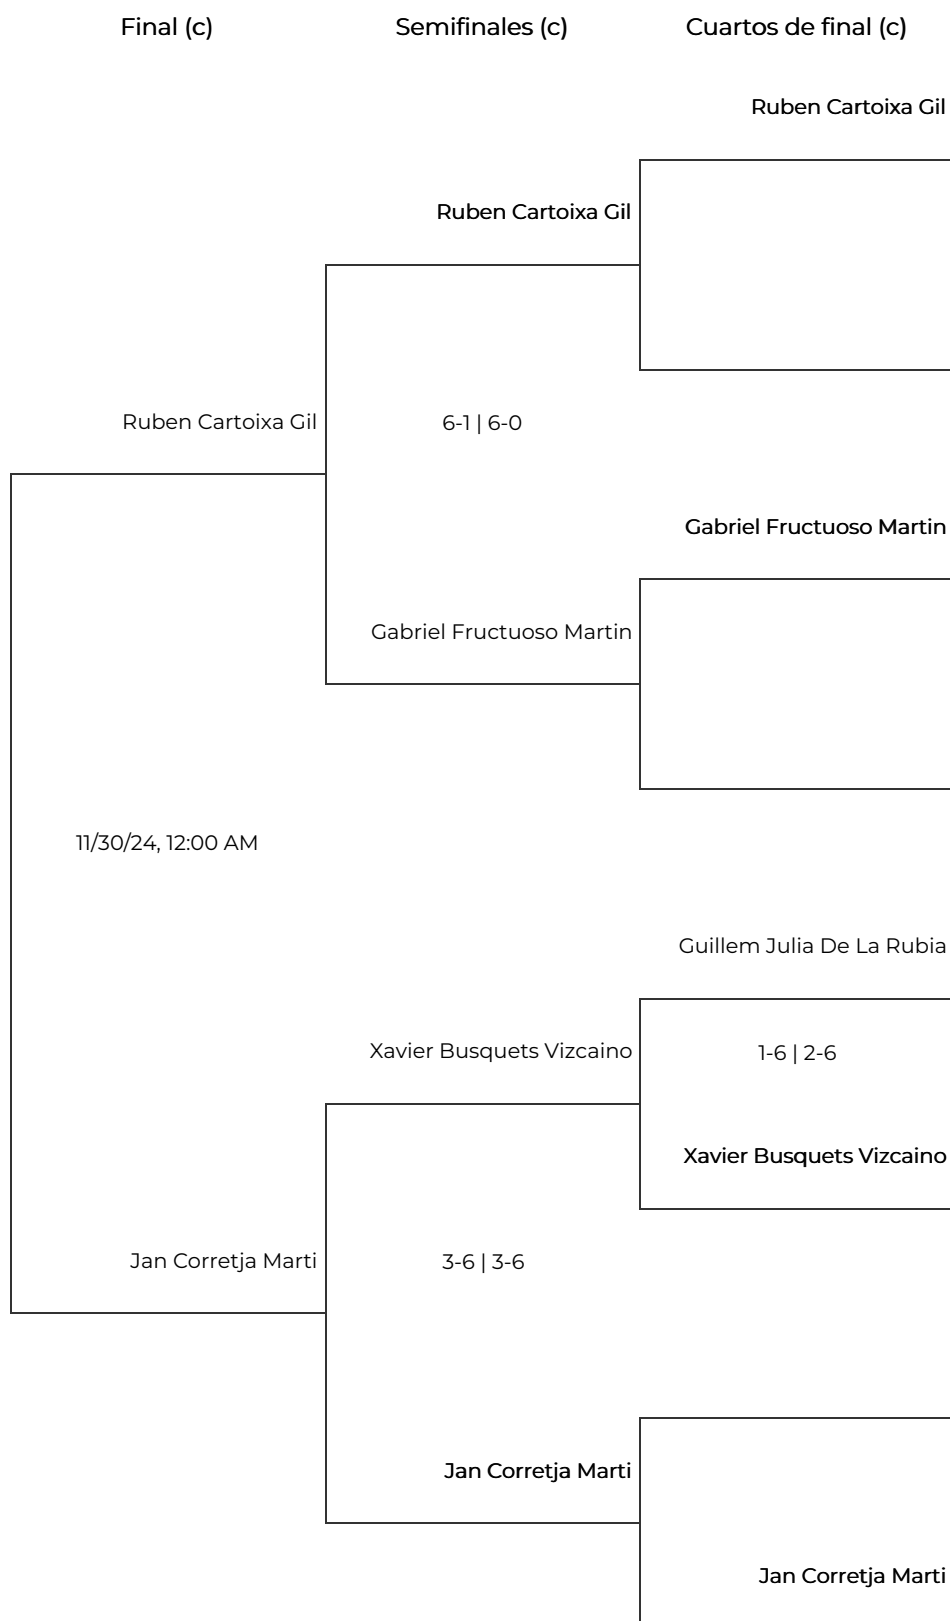 Final (c) Semifinales (c) Cuartos de final (c)
Ruben Cartoixa Gil
Ruben Cartoixa Gil
Ruben Cartoixa Gil 6-1 | 6-0
Gabriel Fructuoso Martin
Gabriel Fructuoso Martin
11/30/24, 12:00 AM
Guillem Julia De La Rubia
Xavier Busquets Vizcaino 1-6 | 2-6
Xavier Busquets Vizcaino
Jan Corretja Marti 3-6 | 3-6
Jan Corretja Marti
Jan Corretja Marti